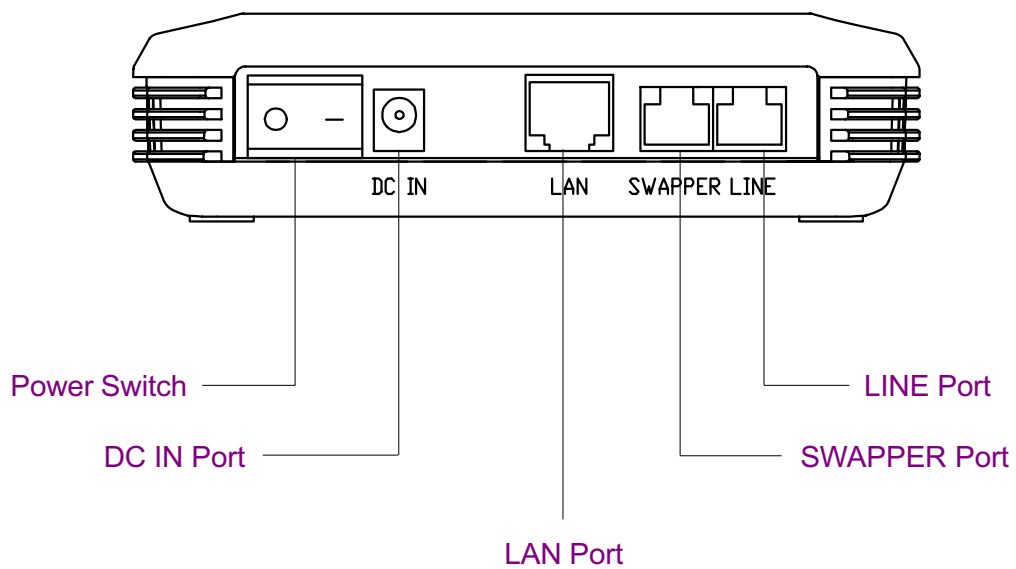 DC IN LAN SWAPPER LINE
Power Switch
LINE Port
DC IN Port
SWAPPER Port
LAN Port